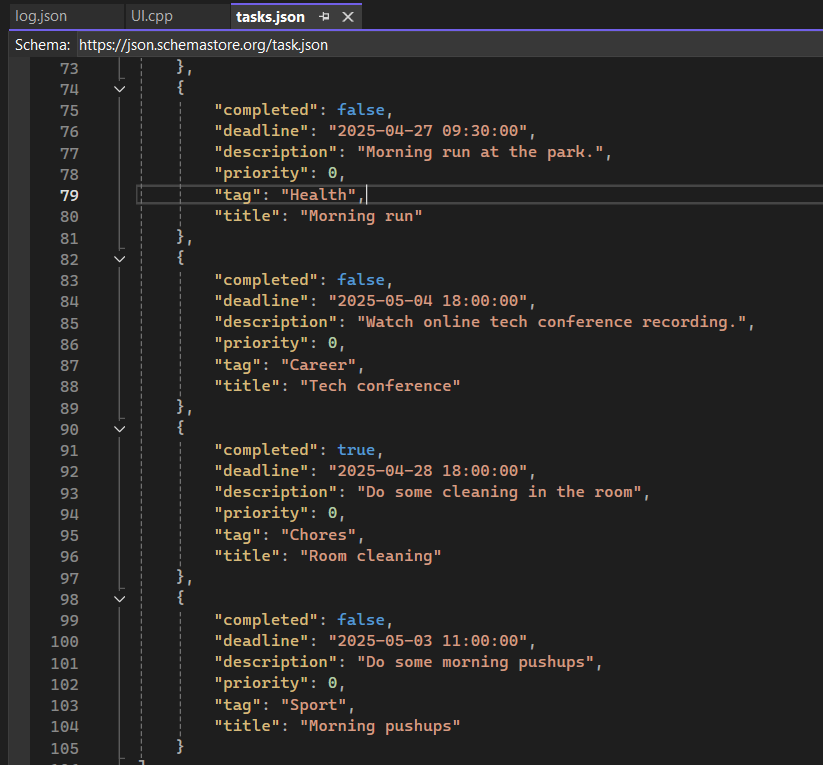 log.json UI.cpp tasks.json
Schema: https://json.schemastore.org/task.json
73 },
74 {
75 "completed": false,
76 "deadline": "2025-04-27 09:30:00",
77 "description": "Morning run at the park.",
78 "priority": 0,
79 "tag": "Health",
80 "title": "Morning run"
81 },
82 {
83 "completed": false,
84 "deadline": "2025-05-04 18:00:00",
85 "description": "Watch online tech conference recording.",
86 "priority": 0,
87 "tag": "Career",
88 "title": "Tech conference"
89 },
90 {
91 "completed": true,
92 "deadline": "2025-04-28 18:00:00",
93 "description": "Do some cleaning in the room",
94 "priority": 0,
95 "tag": "Chores",
96 "title": "Room cleaning"
97 },
98 {
99 "completed": false,
100 "deadline": "2025-05-03 11:00:00",
101 "description": "Do some morning pushups",
102 "priority": 0,
103 "tag": "Sport",
104 "title": "Morning pushups"
105 }